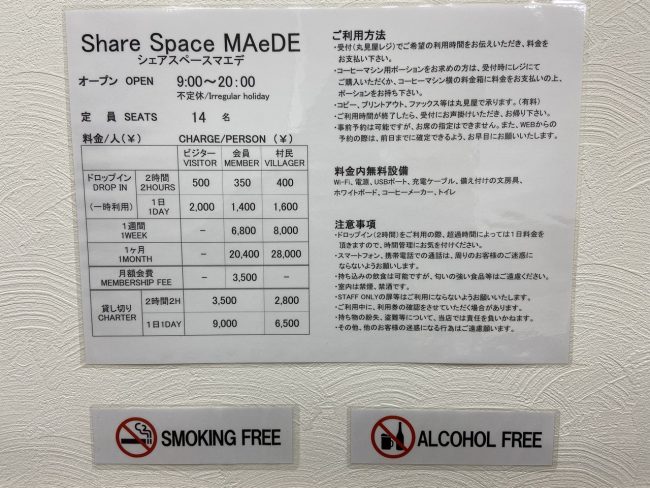 Share Space MAeDE
シェアスペースマエデ
オープン OPEN 9:00〜20:00
不定休/Irregular holiday
定 員 SEATS 14 名
料金/人(￥) CHARGE/PERSON (￥)
ビジター 会員 村民
VISITOR MEMBER VILLAGER
ドロップイン 2時間 500 350 400
DROP IN 2HOURS
(一時利用) 1日 2,000 1,400 1,600
1DAY
1週間 - 6,800 8,000
1WEEK
1ヶ月 - 20,400 28,000
1MONTH
月額会費 - 3,500 -
MEMBERSHIP FEE
貸し切り 2時間2H 3,500 2,800
CHARTER 1日1DAY 9,000 6,500
ご利用方法
・受付(丸見屋レジ)でご希望の利用時間をお伝えいただき、料金を
お支払い下さい。
・コーヒーマシン用ポーションをお求めの方は、受付時にレジにて
ご購入いただくか、コーヒーマシン横の料金箱に料金をお支払いの上、
ポーションをお持ち下さい。
・コピー、プリントアウト、ファックス等は丸見屋で承ります。(有料)
・ご利用時間が終了したら、受付にお声掛けいただき、お帰り下さい。
・事前予約は可能ですが、お席の指定はできません。また、WEBからの
予約の際は、前日までに確定できるよう、お早目にお願いいたします。
料金内無料設備
Wi-Fi、電源、USBポート、充電ケーブル、備え付けの文房具、
ホワイトボード、コーヒーメーカー、トイレ
注意事項
・ドロップイン(2時間)をご利用の際、超過時間によっては1日料金を
頂きますので、時間管理にお気を付けください。
・スマートフォン、携帯電話での通話は、周りのお客様のご迷惑に
ならないようお願いします。
・持ち込みの飲食は可能ですが、匂いの強い食品等はご遠慮ください。
・室内は禁煙、禁酒です。
・STAFF ONLYの扉等はご利用にならないようお願いいたします。
・ご利用中に、利用券の確認をさせていただく場合があります。
・持ち物の紛失、盗難等について、当店では責任を負いかねます。
・その他、他のお客様の迷惑になる行為はご遠慮願います。
SMOKING FREE
ALCOHOL FREE